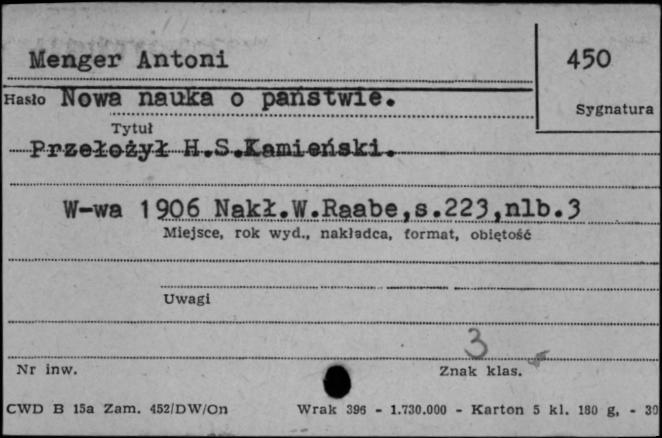 Menger Antoni
450
Hasło Nowa nauka o państwie.
Sygnatura
Tytuł
Przełożył H.S.Kamieński.
W-wa 1906 Nakł.W.Raabe,s.223,nlb.3
Miejsce, rok wyd., nakładca, format, obiętość
Uwagi
3
Nr inw.
Znak klas.
CWD B 15a Zam. 452/DW/On Wrak 396 - 1.730.000 - Karton 5 kl. 180 g, - 30